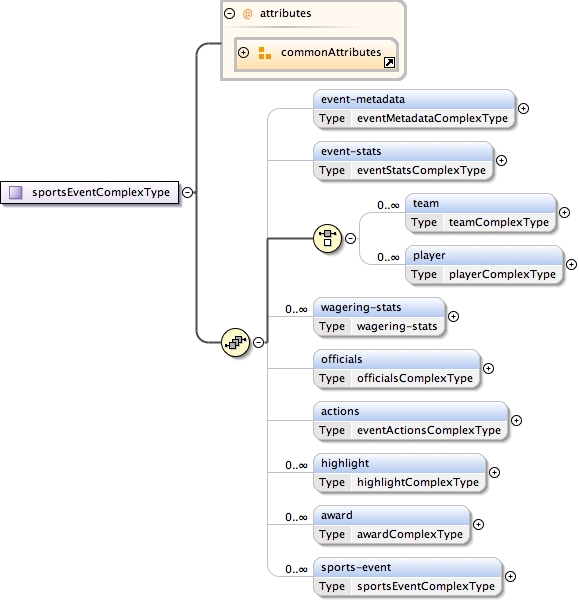 @ attributes
commonAttributes
event-metadata
Type eventMetadataComplexType
event-stats
Type eventStatsComplexType
sportsEventComplexType
0..∞ team
Type teamComplexType
0..∞ player
Type playerComplexType
0..∞ wagering-stats
Type wagering-stats
officials
Type officialsComplexType
actions
Type eventActionsComplexType
0..∞ highlight
Type highlightComplexType
0..∞ award
Type awardComplexType
0..∞ sports-event
Type sportsEventComplexType